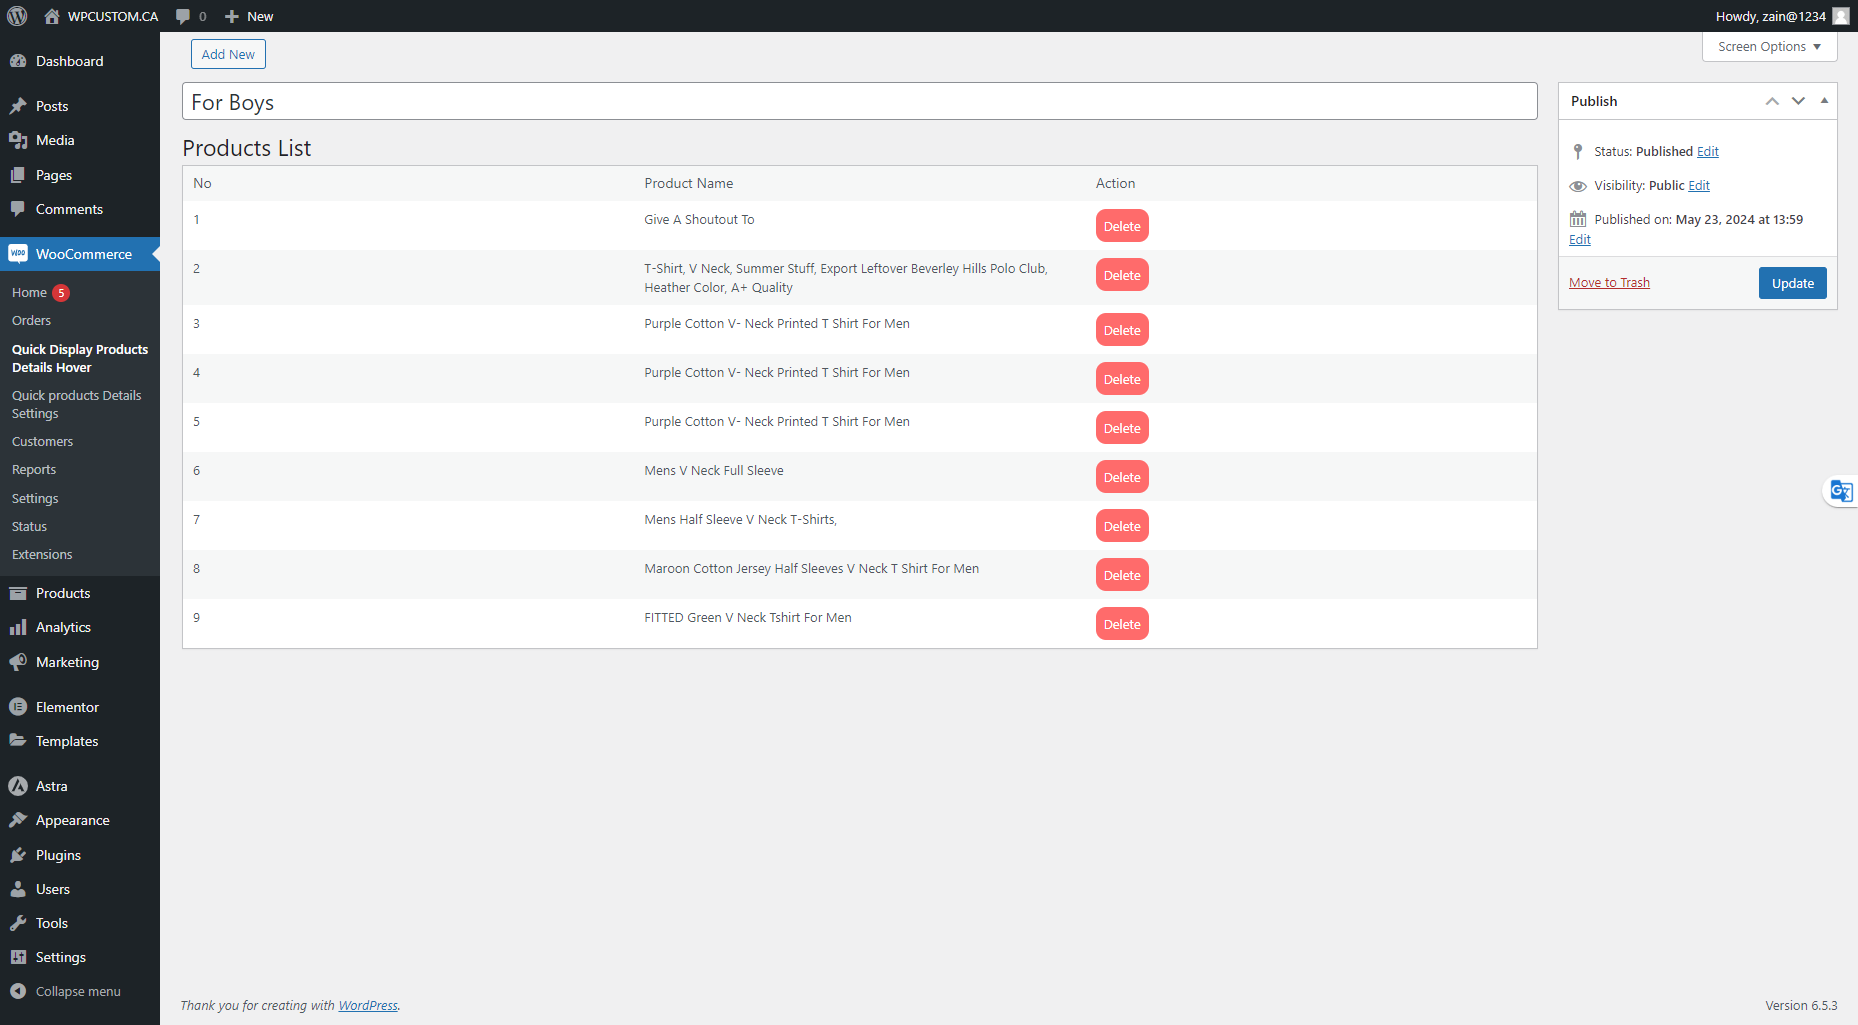 WPCUSTOM.CA 0 New Howdy, zain@1234
Dashboard
Posts
Media
Pages
Comments
WooCommerce
Home 5
Orders
Quick Display Products
Details Hover
Quick products Details
Settings
Customers
Reports
Settings
Status
Extensions
Products
Analytics
Marketing
Elementor
Templates
Astra
Appearance
Plugins
Users
Tools
Settings
Collapse menu
Add New
Screen Options
For Boys
Products List
No Product Name Action
1 Give A Shoutout To Delete
2 T-Shirt, V Neck, Summer Stuff, Export Leftover Beverley Hills Polo Club, Delete
Heather Color, A+ Quality
3 Purple Cotton V- Neck Printed T Shirt For Men Delete
4 Purple Cotton V- Neck Printed T Shirt For Men Delete
5 Purple Cotton V- Neck Printed T Shirt For Men Delete
6 Mens V Neck Full Sleeve Delete
7 Mens Half Sleeve V Neck T-Shirts, Delete
8 Maroon Cotton Jersey Half Sleeves V Neck T Shirt For Men Delete
9 FITTED Green V Neck Tshirt For Men Delete
Publish
Status: Published Edit
Visibility: Public Edit
Published on: May 23, 2024 at 13:59
Edit
Move to Trash Update
Thank you for creating with WordPress.
Version 6.5.3